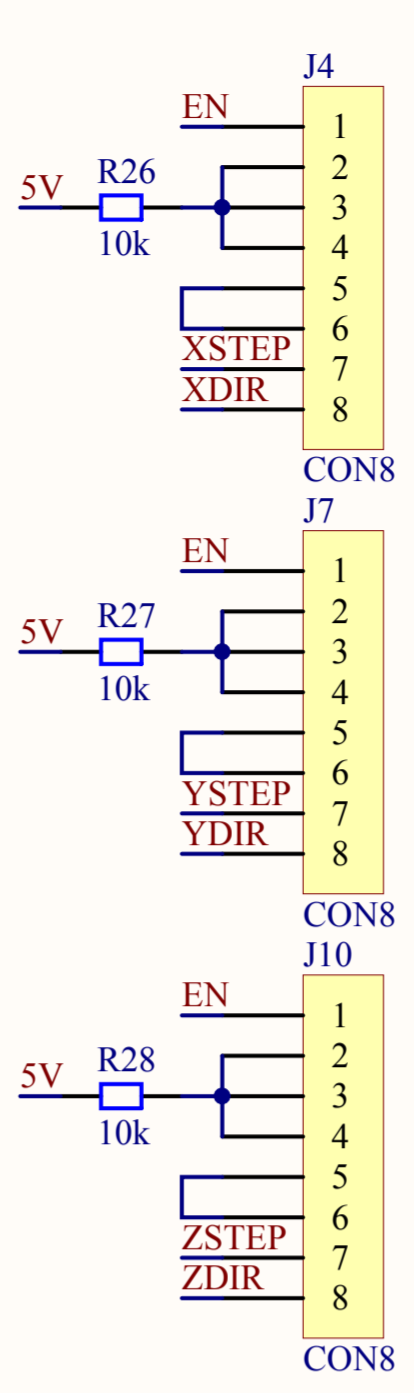 J4
EN
1
2
5V
R26
3
10k
4
5
6
XSTEP
7
XDIR
8
CON8
J7
EN
1
2
5V
R27
3
10k
4
5
6
YSTEP
7
YDIR
8
CON8
J10
EN
1
2
5V
R28
3
10k
4
5
6
ZSTEP
7
ZDIR
8
CON8